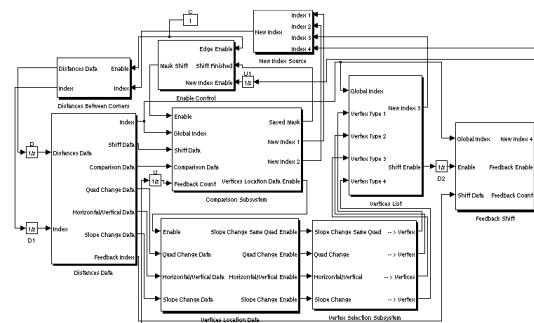 C
1
New Index
Index 1
Index 2
Index 3
Index 4
New Index Source
Edge Enable
Mask Shift
Shift Finished
New Index Enable
Enable Control
U1
1/z
Distances Data
Enable
Index
Index
Distances Between Corners
D
1/z
D1
1/z
Distances Data
Index
Index
Shift Data
Comparison Data
Quad Change Data
Horizontal/Vertical Data
Slope Change Data
Feedback Index
Distances Data
U
1/z
Enable
Global Index
Shift Data
Comparison Data
Feedback Count
Saved Mask
New Index 1
New Index 2
Vertices Location Data Enable
Comparison Subsystem
Global Index
Vertex Type 1
Vertex Type 2
Vertex Type 3
Vertex Type 4
New Index 3
Shift Enable
Vertices List
D2
1/z
Global Index
Enable
Shift Data
New Index 4
Feedback Enable
Feedback Count
Feedback Shift
Enable
Quad Change Data
Horizontal/Vertical Data
Slope Change Data
Slope Change Same Quad
Quad Change Enable
Horizontal/Vertical Enable
Slope Change Enable
Vertices Location Data
Slope Change Same Quad
Quad Change
Horizontal/Vertical
Slope Change
--> Vertex
--> Vertices
--> Vertex
--> Vertex
Vertex Selection Subsystem